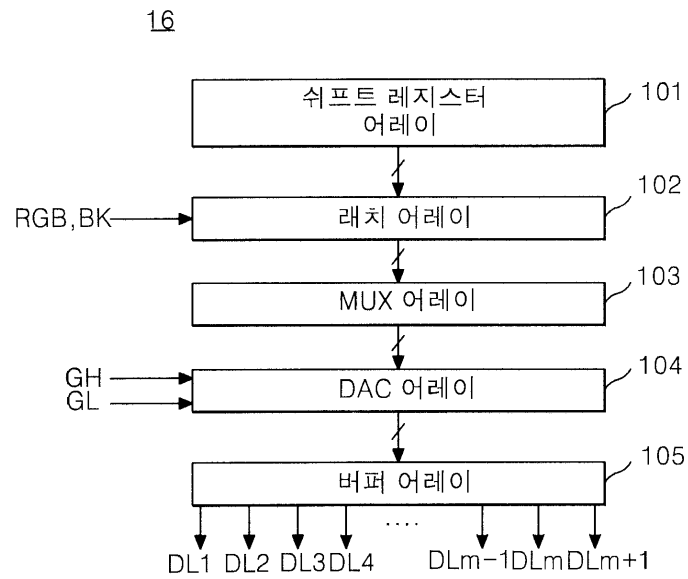 16
쉬프트 레지스터
어레이
101
RGB,BK
래치 어레이
102
MUX 어레이
103
GH
GL
DAC 어레이
104
버퍼 어레이
105
DL1 DL2 DL3 DL4 ···· DLm-1 DLm DLm+1